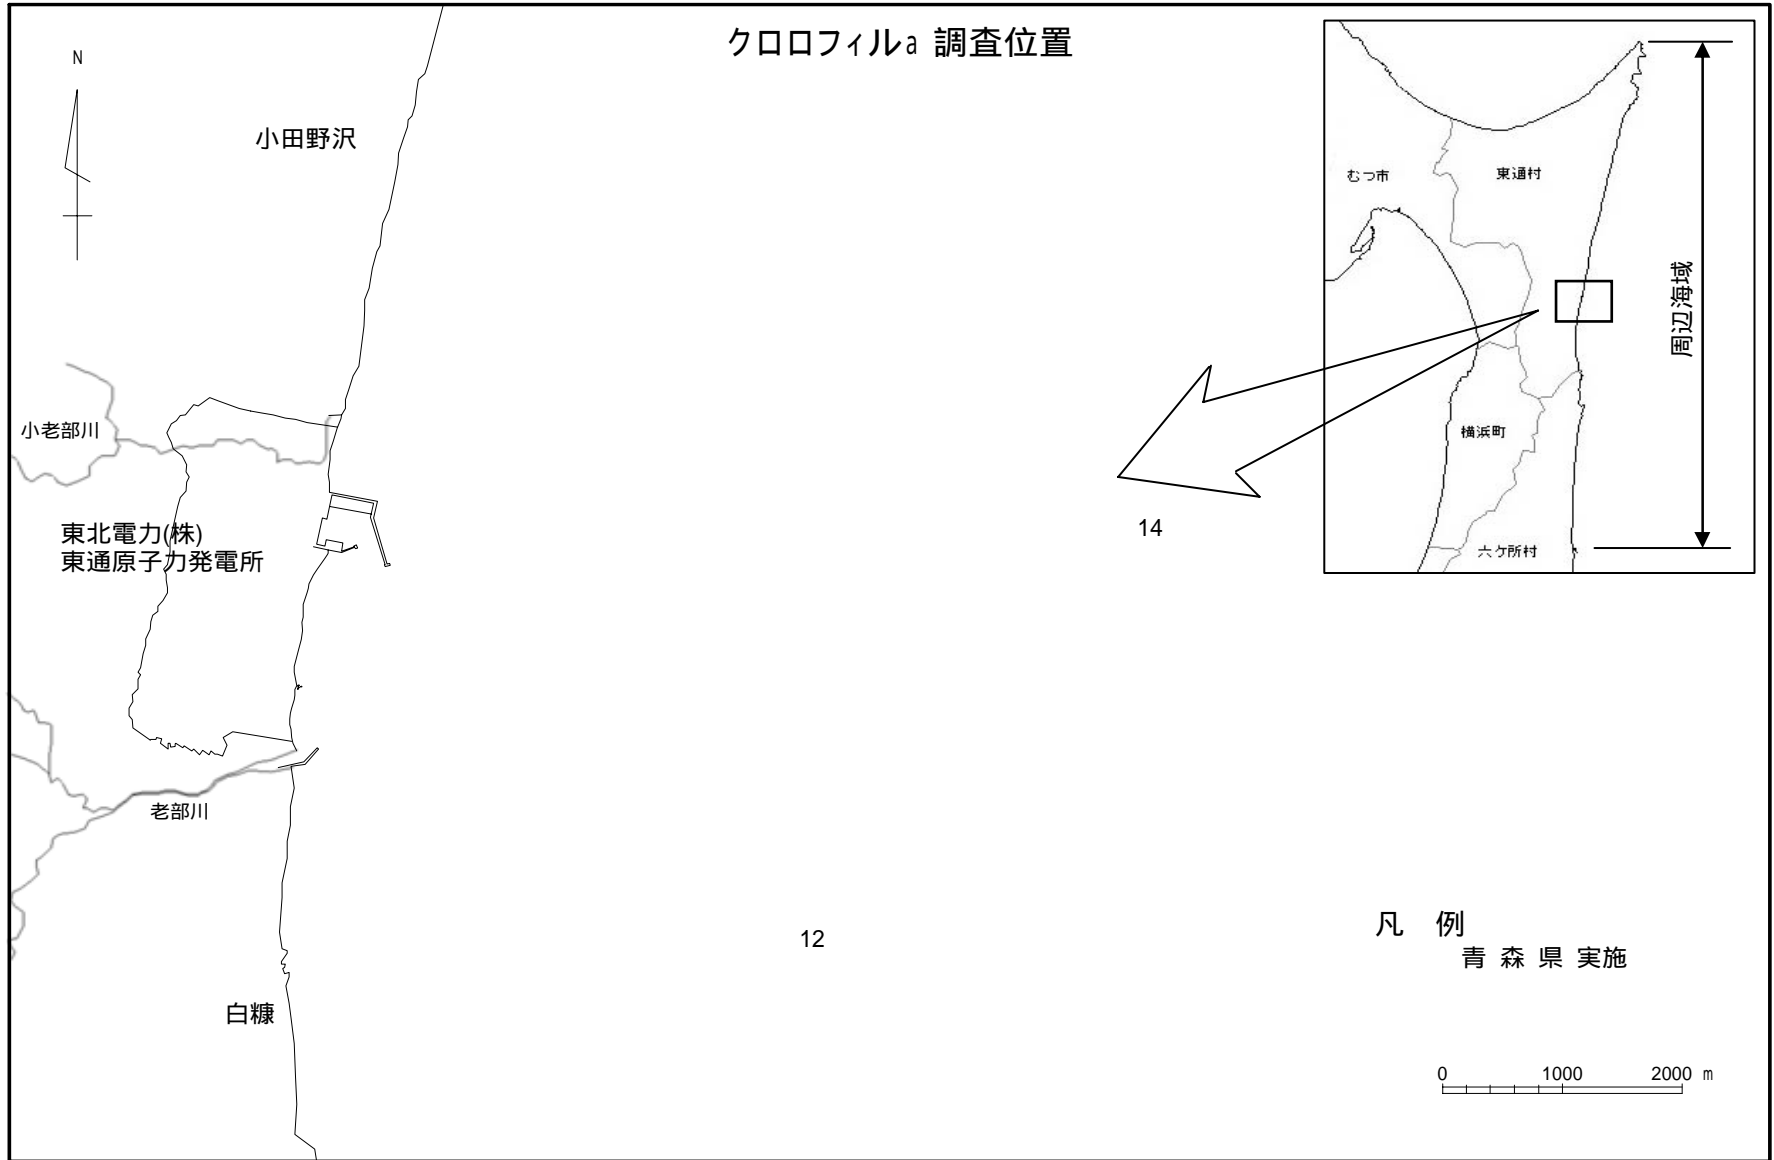 クロロフィルa 調査位置
N
小田野沢
むつ市
東通村
周辺海域
小老部川
横浜町
東北電力(株)
東通原子力発電所
14
六ケ所村
老部川
12
凡 例
青 森 県 実施
白糠
0 1000 2000 m